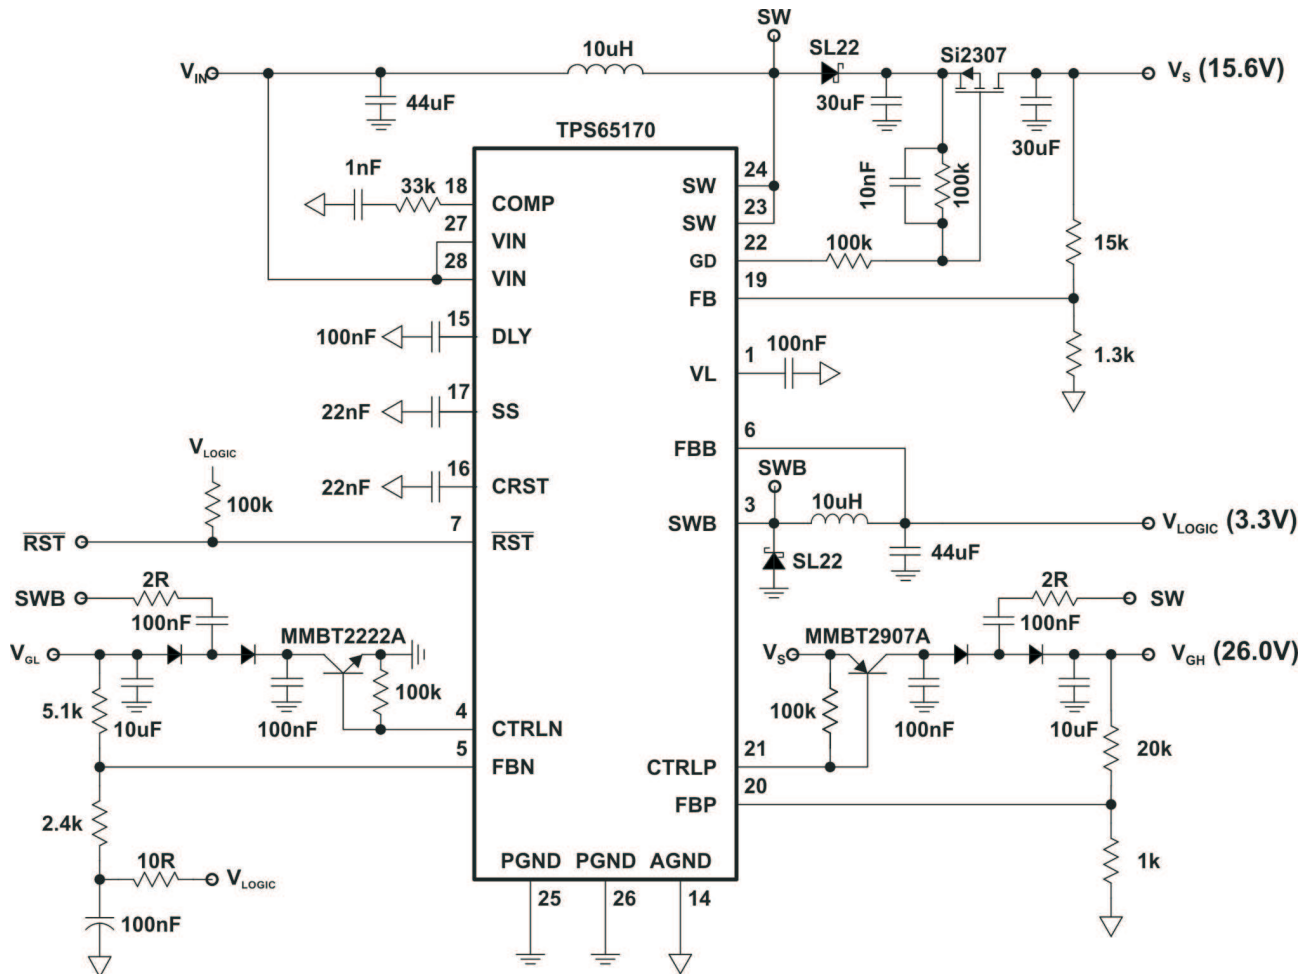 SW
10uH
SL22
Si2307
VIN
VS (15.6V)
44uF
30uF
30uF
TPS65170
1nF
33k
18
COMP
27
VIN
28
VIN
15
100nF
DLY
17
22nF
SS
16
22nF
CRST
VLOGIC
100k
7
RST
RST
24
SW
23
SW
22
GD
100k
10nF
100k
19
FB
15k
1.3k
1
VL
100nF
6
FBB
SWB
3
SWB
10uH
VLOGIC (3.3V)
44uF
SL22
SWB
2R
100nF
VGL
MMBT2222A
100k
5.1k
10uF
100nF
4
CTRLN
5
FBN
2.4k
10R
VLOGIC
100nF
2R
SW
100nF
VS
MMBT2907A
VGH (26.0V)
100k
100nF
10uF
21
CTRLP
20k
20
FBP
1k
PGND
PGND
AGND
25
26
14